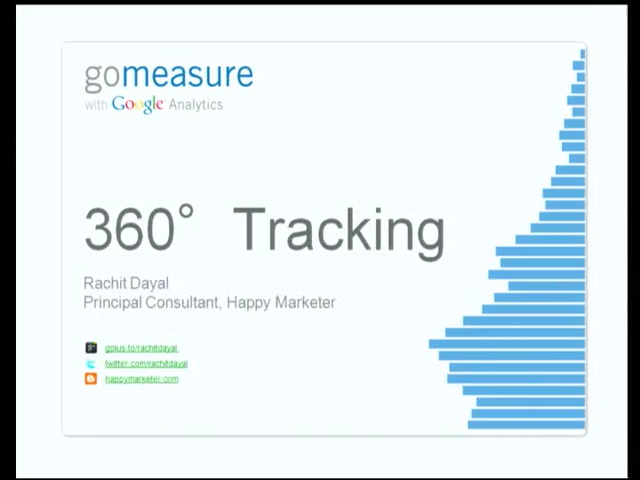 gomeasure
with Google Analytics
360° Tracking
Rachit Dayal
Principal Consultant, Happy Marketer
gplus.to/rachitdayal
twitter.com/rachitdayal
happymarketer.com